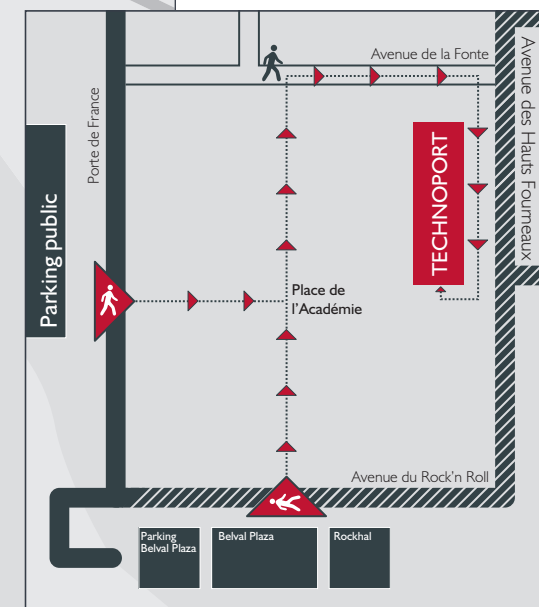 Avenue de la Fonte
Avenue des Hauts Fourneaux
Porte de France
Parking public
TECHNOPORT
Place de
l'Académie
Avenue du Rock'n Roll
Parking
Belval Plaza
Belval Plaza
Rockhal